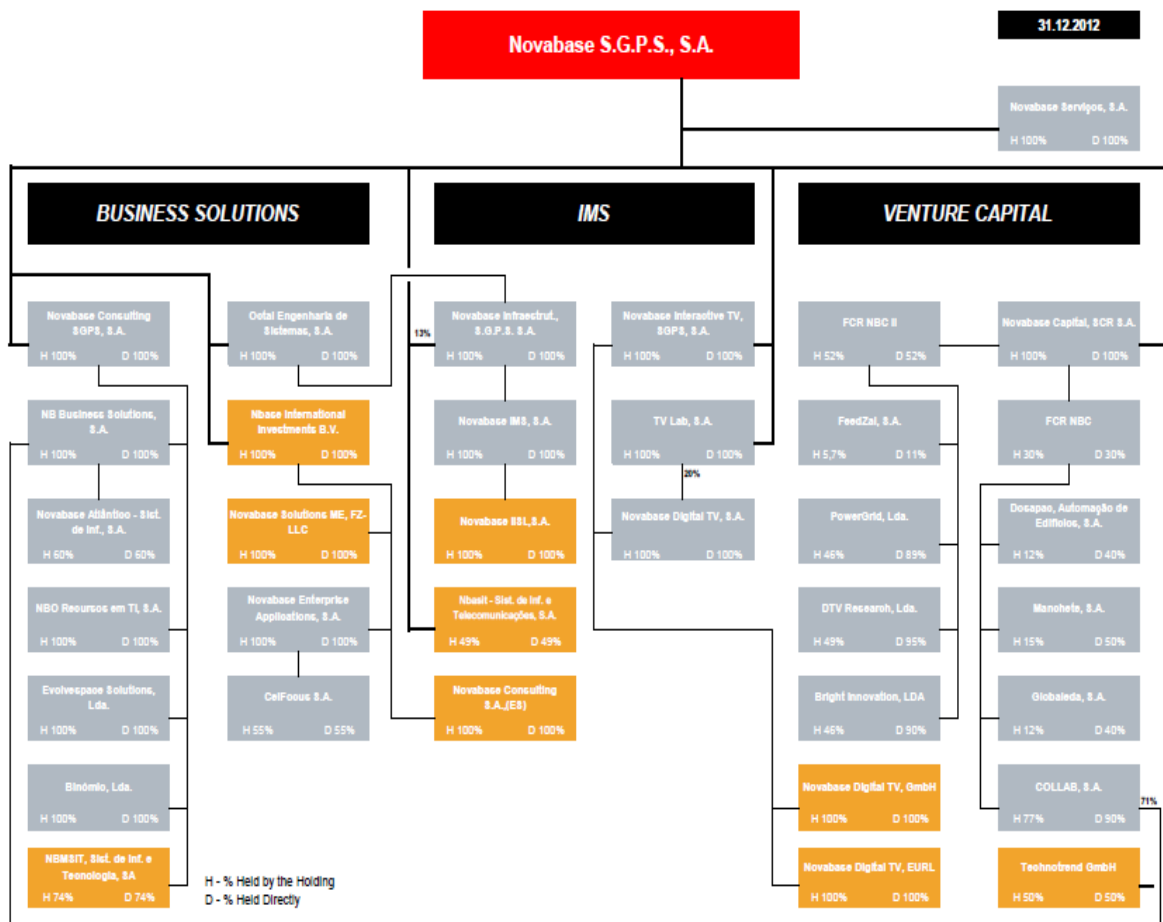 Novabase S.G.P.S., S.A.
31.12.2012
Novabase Serviços, S.A.
H 100% D 100%
BUSINESS SOLUTIONS
IMS
VENTURE CAPITAL
Novabase Consulting
SGPS, S.A.
H 100% D 100%
Octal Engenharia de
Sistemas, S.A.
H 100% D 100%
13%
Novabase Infraestrut.,
S.G.P.S. S.A.
H 100% D 100%
Novabase Interactive TV,
SGPS, S.A.
H 100% D 100%
FCR NBC II
H 52% D 52%
Novabase Capital, SCR S.A.
H 100% D 100%
NB Business Solutions,
S.A.
H 100% D 100%
Nbase International
Investments B.V.
H 100% D 100%
Novabase IMS, S.A.
H 100% D 100%
TV Lab, S.A.
H 100% D 100%
20%
FeedZai, S.A.
H 5,7% D 11%
FCR NBC
H 30% D 30%
Novabase Atlântico - Sist.
de Inf., S.A.
H 60% D 60%
Novabase Solutions ME, FZ-
LLC
H 100% D 100%
Novabase IISI,S.A.
H 100% D 100%
Novabase Digital TV, S.A.
H 100% D 100%
PowerGrid, Lda.
H 46% D 89%
Dosapao, Automação de
Edifícios, S.A.
H 12% D 40%
NBO Recursos em TI, S.A.
H 100% D 100%
Novabase Enterprise
Applications, S.A.
H 100% D 100%
Nbasit - Sist. de Inf. e
Telecomunicações, S.A.
H 49% D 49%
DTV Research, Lda.
H 49% D 95%
Manchete, S.A.
H 15% D 50%
Evolvespace Solutions,
Lda.
H 100% D 100%
CelFocus S.A.
H 55% D 55%
Novabase Consulting
S.A.,(ES)
H 100% D 100%
Bright Innovation, LDA
H 46% D 90%
Globaleda, S.A.
H 12% D 40%
Binómio, Lda.
H 100% D 100%
Novabase Digital TV, GmbH
H 100% D 100%
COLLAB, S.A.
H 77% D 90%
71%
NBMSIT, Sist. de Inf. e
Tecnologia, SA
H 74% D 74%
H - % Held by the Holding
D - % Held Directly
Novabase Digital TV, EURL
H 100% D 100%
Technotrend GmbH
H 50% D 50%